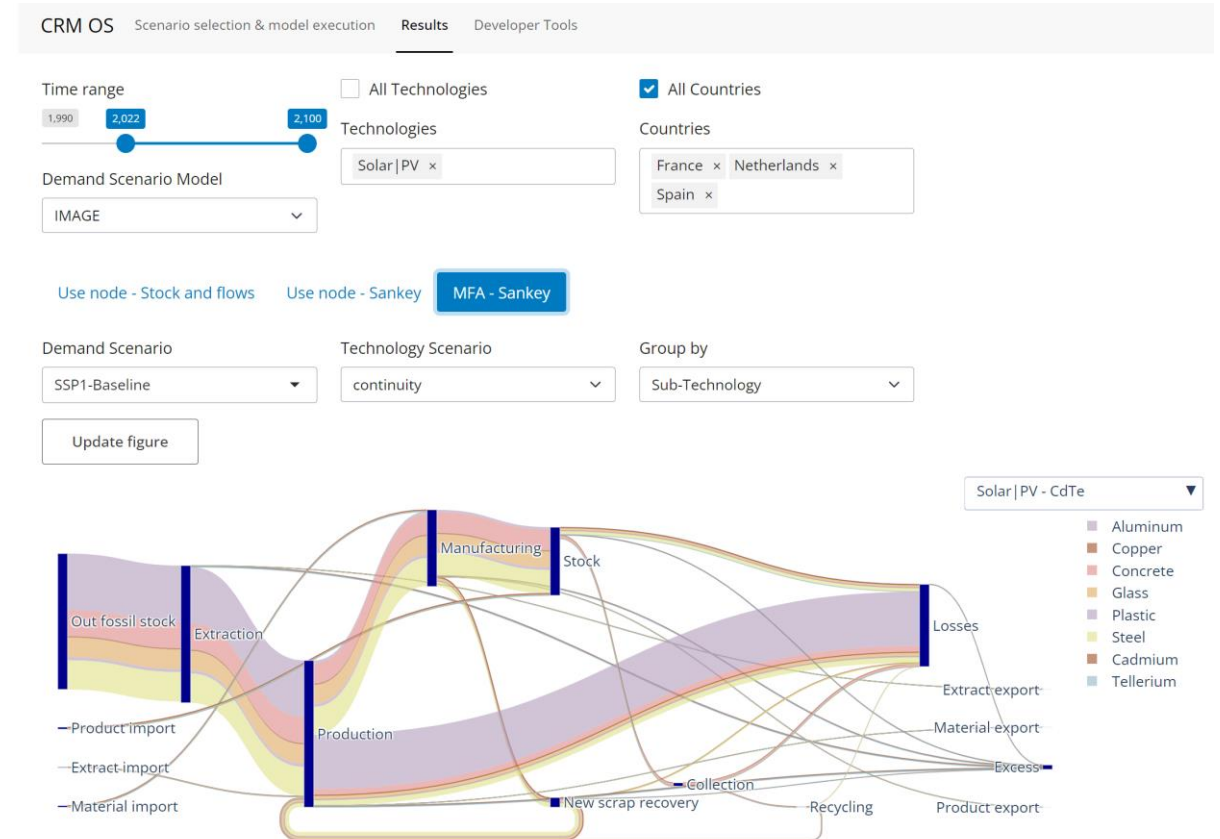 CRM OS Scenario selection & model execution Results Developer Tools
Time range
All Technologies
All Countries
1,990 2,022 2,100
Technologies
Countries
Solar|PV ×
France × Netherlands ×
Spain ×
Demand Scenario Model
IMAGE
Use node - Stock and flows Use node - Sankey MFA - Sankey
Demand Scenario
Technology Scenario
Group by
SSP1-Baseline
continuity
Sub-Technology
Update figure
Solar|PV - CdTe
Aluminum
Copper
Concrete
Glass
Plastic
Steel
Cadmium
Tellerium
Manufacturing
Stock
Out fossil stock
Extraction
Losses
Extract export
Product import
Production
Material export
Extract import
Excess
Collection
Material import
New scrap recovery
Recycling
Product export